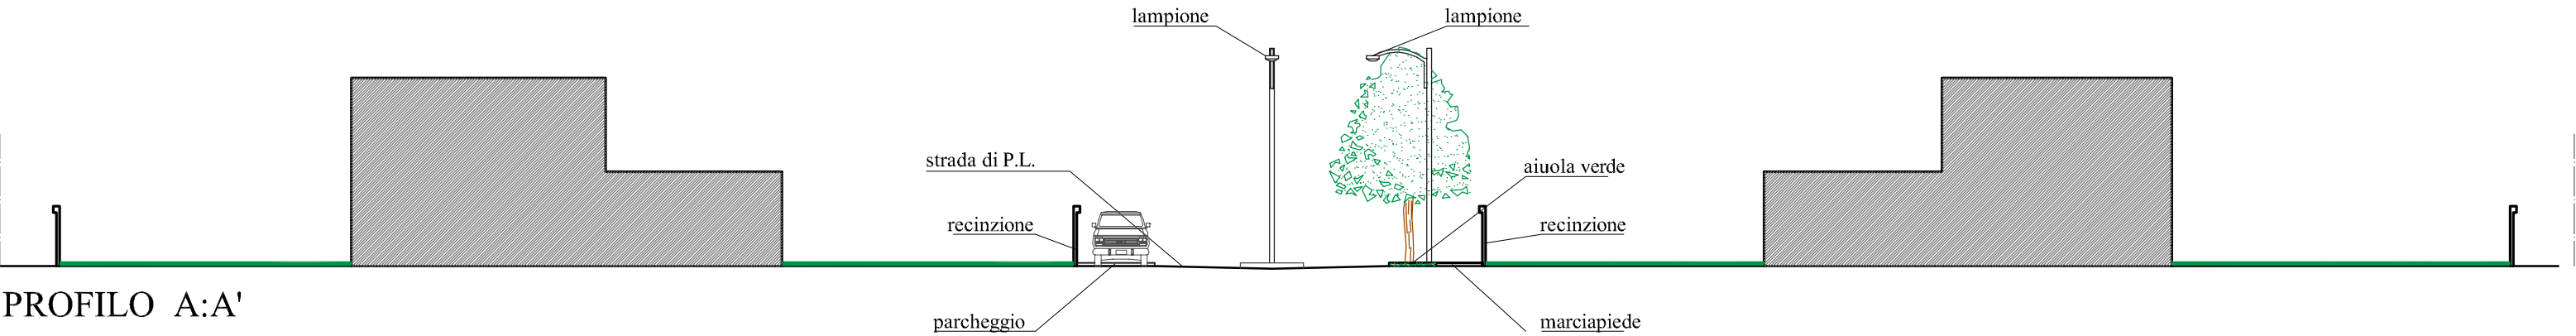 lampione
lampione
strada di P.L.
aiuola verde
recinzione
recinzione
PROFILO A:A'
parcheggio
marciapiede